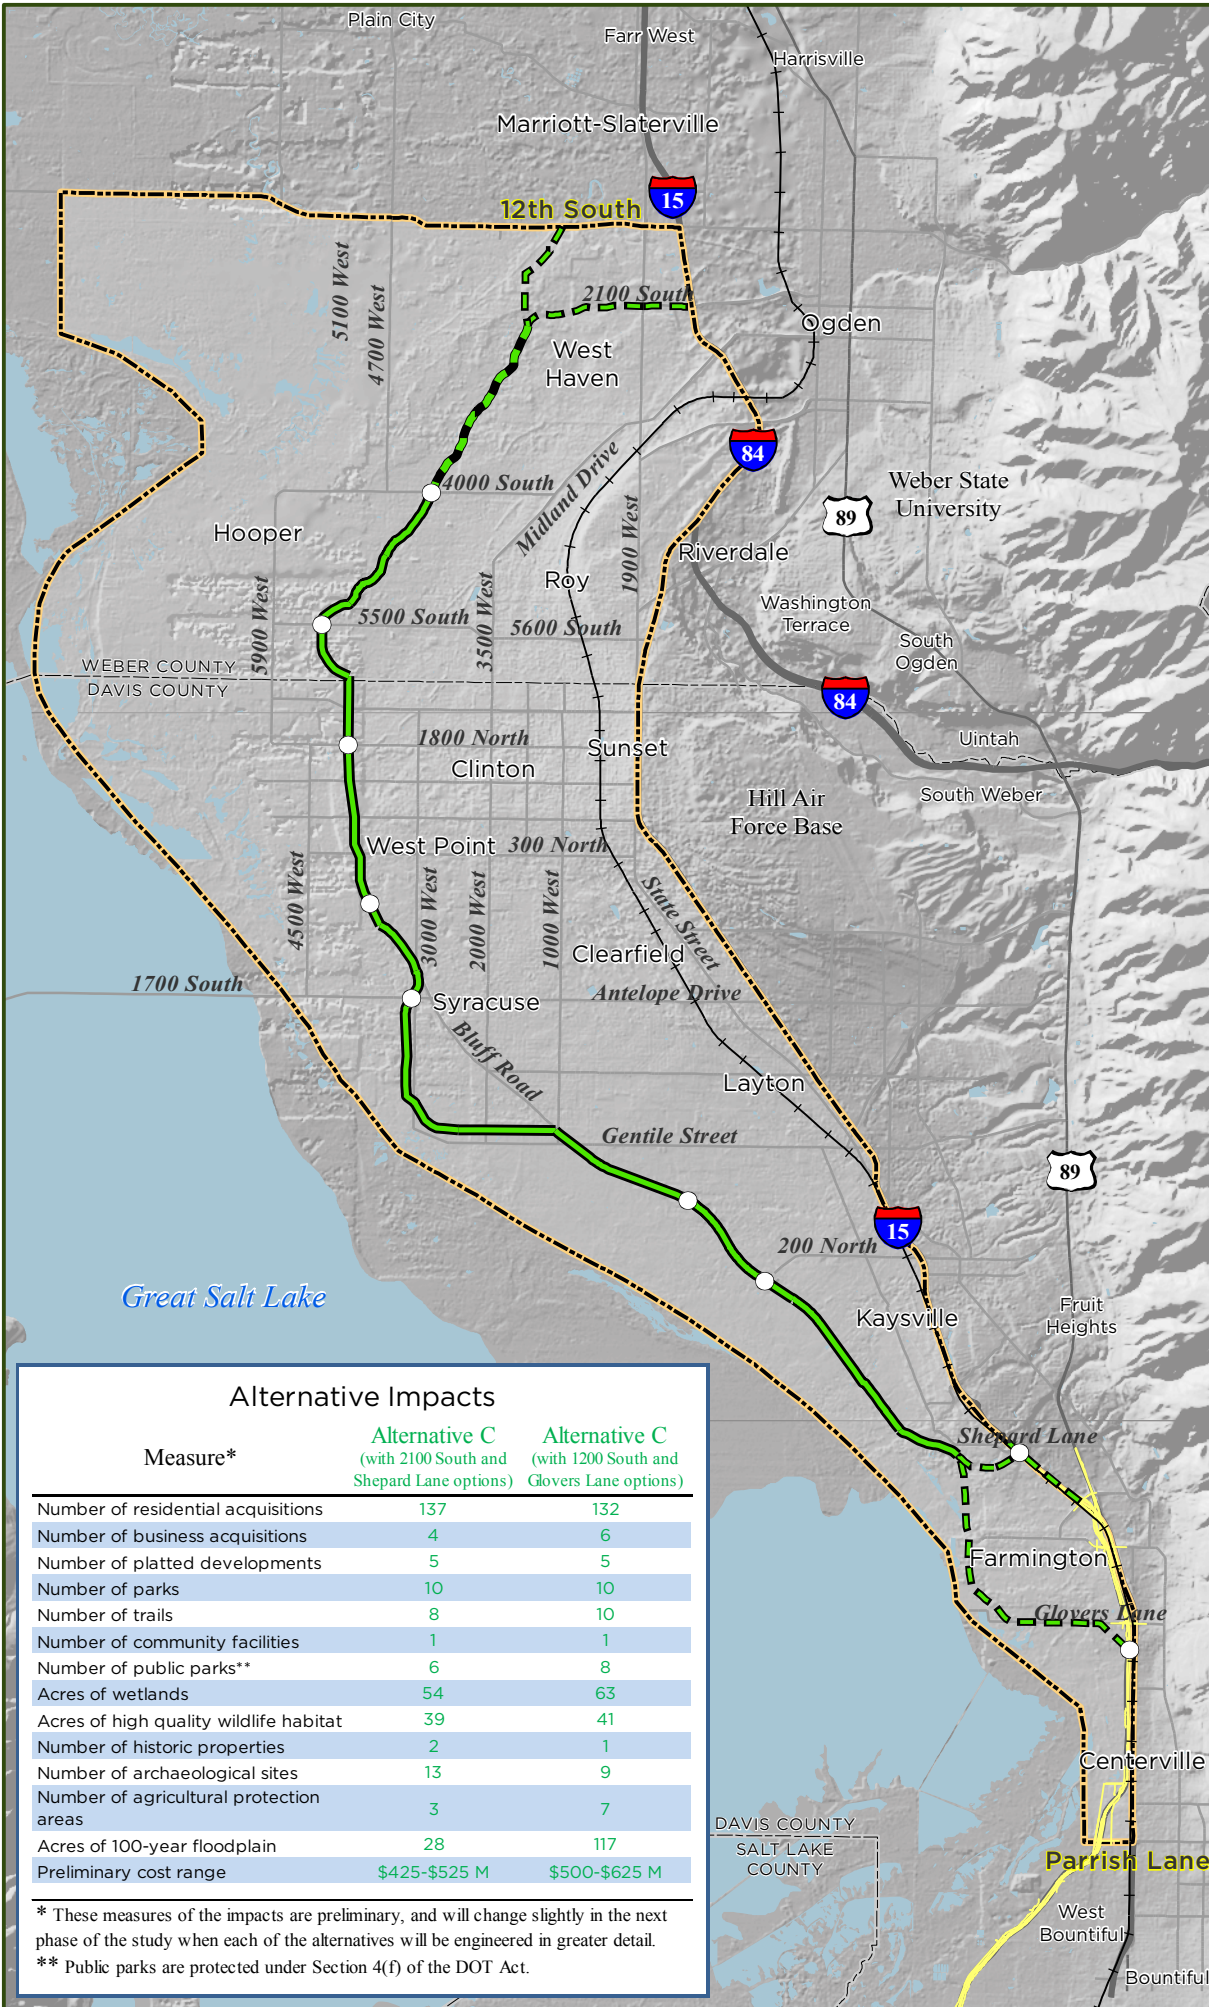 Plain City
Farr West
Harrisville
Marriott-Slaterville
15
12th South
5100 West
4700 West
2100 South
Ogden
West
Haven
84
4000 South
Midland Drive
1900 West
Weber State
University
89
Hooper
Riverdale
Roy
5900 West
3500 West
5500 South
5600 South
Washington
Terrace
South
Ogden
WEBER COUNTY
DAVIS COUNTY
84
1800 North
Sunset
Uintah
Clinton
Hill Air
Force Base
South Weber
West Point
300 North
4500 West
3000 West
2000 West
1000 West
State Street
Clearfield
1700 South
Syracuse
Antelope Drive
Bluff Road
Layton
Gentile Street
89
15
200 North
Great Salt Lake
Kaysville
Fruit
Heights
Shepard Lane
Farmington
Glovers Lane
Centerville
DAVIS COUNTY
SALT LAKE
COUNTY
Parrish Lane
West
Bountiful
Bountiful
Alternative Impacts
Measure*
Alternative C
(with 2100 South and
Shepard Lane options)
Alternative C
(with 1200 South and
Glovers Lane options)
Number of residential acquisitions 137 132
Number of business acquisitions 4 6
Number of platted developments 5 5
Number of parks 10 10
Number of trails 8 10
Number of community facilities 1 1
Number of public parks** 6 8
Acres of wetlands 54 63
Acres of high quality wildlife habitat 39 41
Number of historic properties 2 1
Number of archaeological sites 13 9
Number of agricultural protection
areas 3 7
Acres of 100-year floodplain 28 117
Preliminary cost range $425-$525 M $500-$625 M
* These measures of the impacts are preliminary, and will change slightly in the next
phase of the study when each of the alternatives will be engineered in greater detail.
** Public parks are protected under Section 4(f) of the DOT Act.